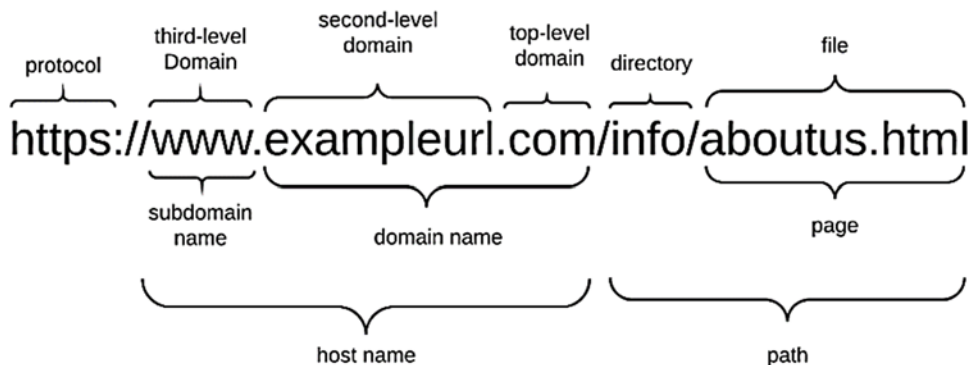 protocol
third-level
Domain
second-level
domain
top-level
domain
directory
file
https://www.exampleurl.com/info/aboutus.html
subdomain
name
domain name
page
host name
path